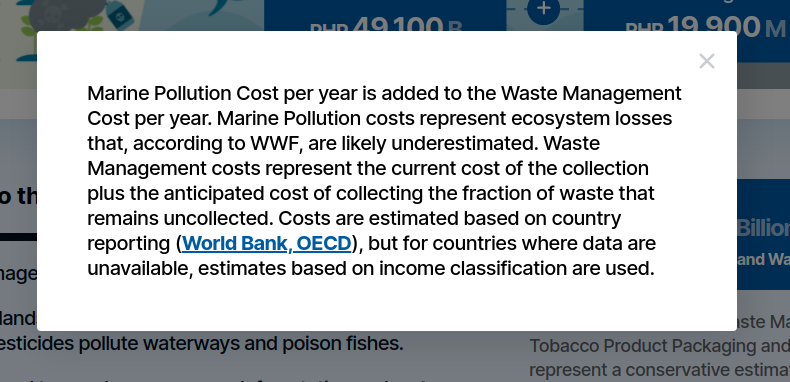 PHP 49,100 B
PHP 19,900 M
Marine Pollution Cost per year is added to the Waste Management
Cost per year. Marine Pollution costs represent ecosystem losses
that, according to WWF, are likely underestimated. Waste
Management costs represent the current cost of the collection
plus the anticipated cost of collecting the fraction of waste that
remains uncollected. Costs are estimated based on country
reporting (World Bank, OECD), but for countries where data are
unavailable, estimates based on income classification are used.
o th
Billion
and Wa
nage
land
esticides pollute waterways and poison fishes.
ste Ma
Tobacco Product Packaging and
represent a conservative estimat